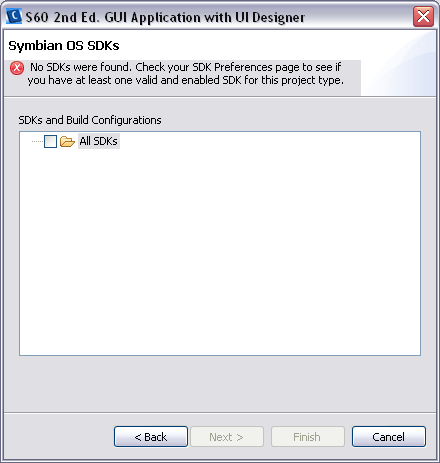 S60 2nd Ed. GUI Application with UI Designer
Symbian OS SDKs
No SDKs were found. Check your SDK Preferences page to see if
you have at least one valid and enabled SDK for this project type.
SDKs and Build Configurations
All SDKs
< Back
Next >
Finish
Cancel